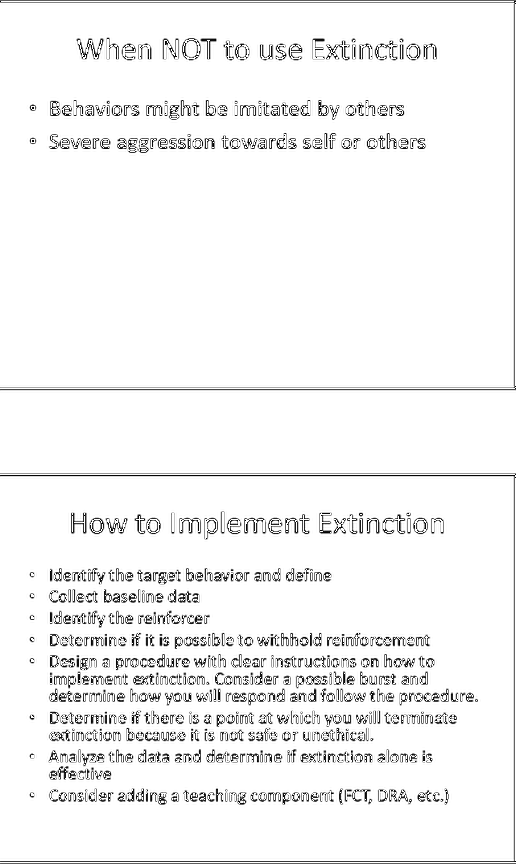 When NOT to use Extinction
• Behaviors might be imitated by others
• Severe aggression towards self or others
How to Implement Extinction
• Identify the target behavior and define
• Collect baseline data
• Identify the reinforcer
• Determine if it is possible to withhold reinforcement
• Design a procedure with clear instructions on how to
implement extinction. Consider a possible burst and
determine how you will respond and follow the procedure.
• Determine if there is a point at which you will terminate
extinction because it is not safe or unethical.
• Analyze the data and determine if extinction alone is
effective
• Consider adding a teaching component (FCT, DRA, etc.)